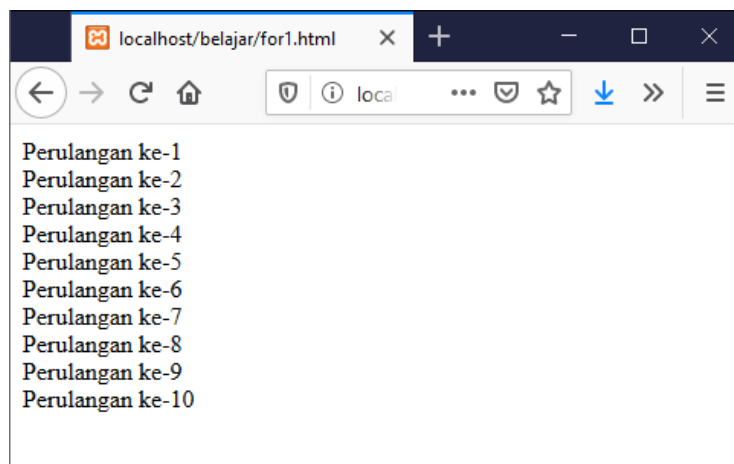 localhost/belajar/for1.html
local
Perulangan ke-1
Perulangan ke-2
Perulangan ke-3
Perulangan ke-4
Perulangan ke-5
Perulangan ke-6
Perulangan ke-7
Perulangan ke-8
Perulangan ke-9
Perulangan ke-10